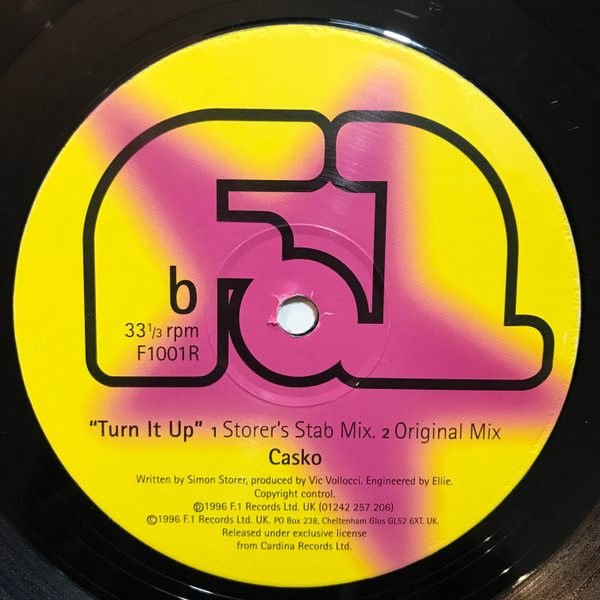 F1
b
33 1/3 rpm
F1001R
"Turn It Up" 1 Storer's Stab Mix. 2 Original Mix
Casko
Written by Simon Storer, produced by Vic Vollocci. Engineered by Ellie.
Copyright control.
℗1996 F.1 Records Ltd. UK (01242 257 206)
©1996 F.1 Records Ltd. UK. PO Box 238, Cheltenham Glos GL52 6XT. UK.
Released under exclusive license
from Cardina Records Ltd.